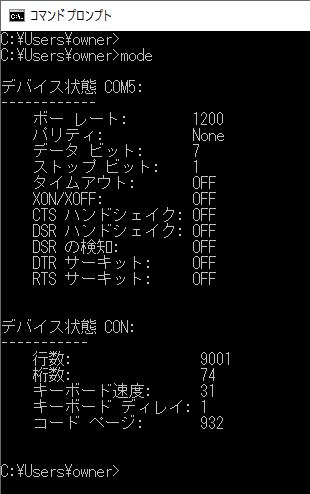 コマンドプロンプト
C:¥Users¥owner>
C:¥Users¥owner>mode
デバイス状態 COM5:
------------
ボー レート: 1200
パリティ: None
データ ビット: 7
ストップ ビット: 1
タイムアウト: OFF
XON/XOFF: OFF
CTS ハンドシェイク: OFF
DSR ハンドシェイク: OFF
DSR の検知: OFF
DTR サーキット: OFF
RTS サーキット: OFF
デバイス状態 CON:
-----------
行数: 9001
桁数: 74
キーボード速度: 31
キーボード ディレイ: 1
コード ページ: 932
C:¥Users¥owner>